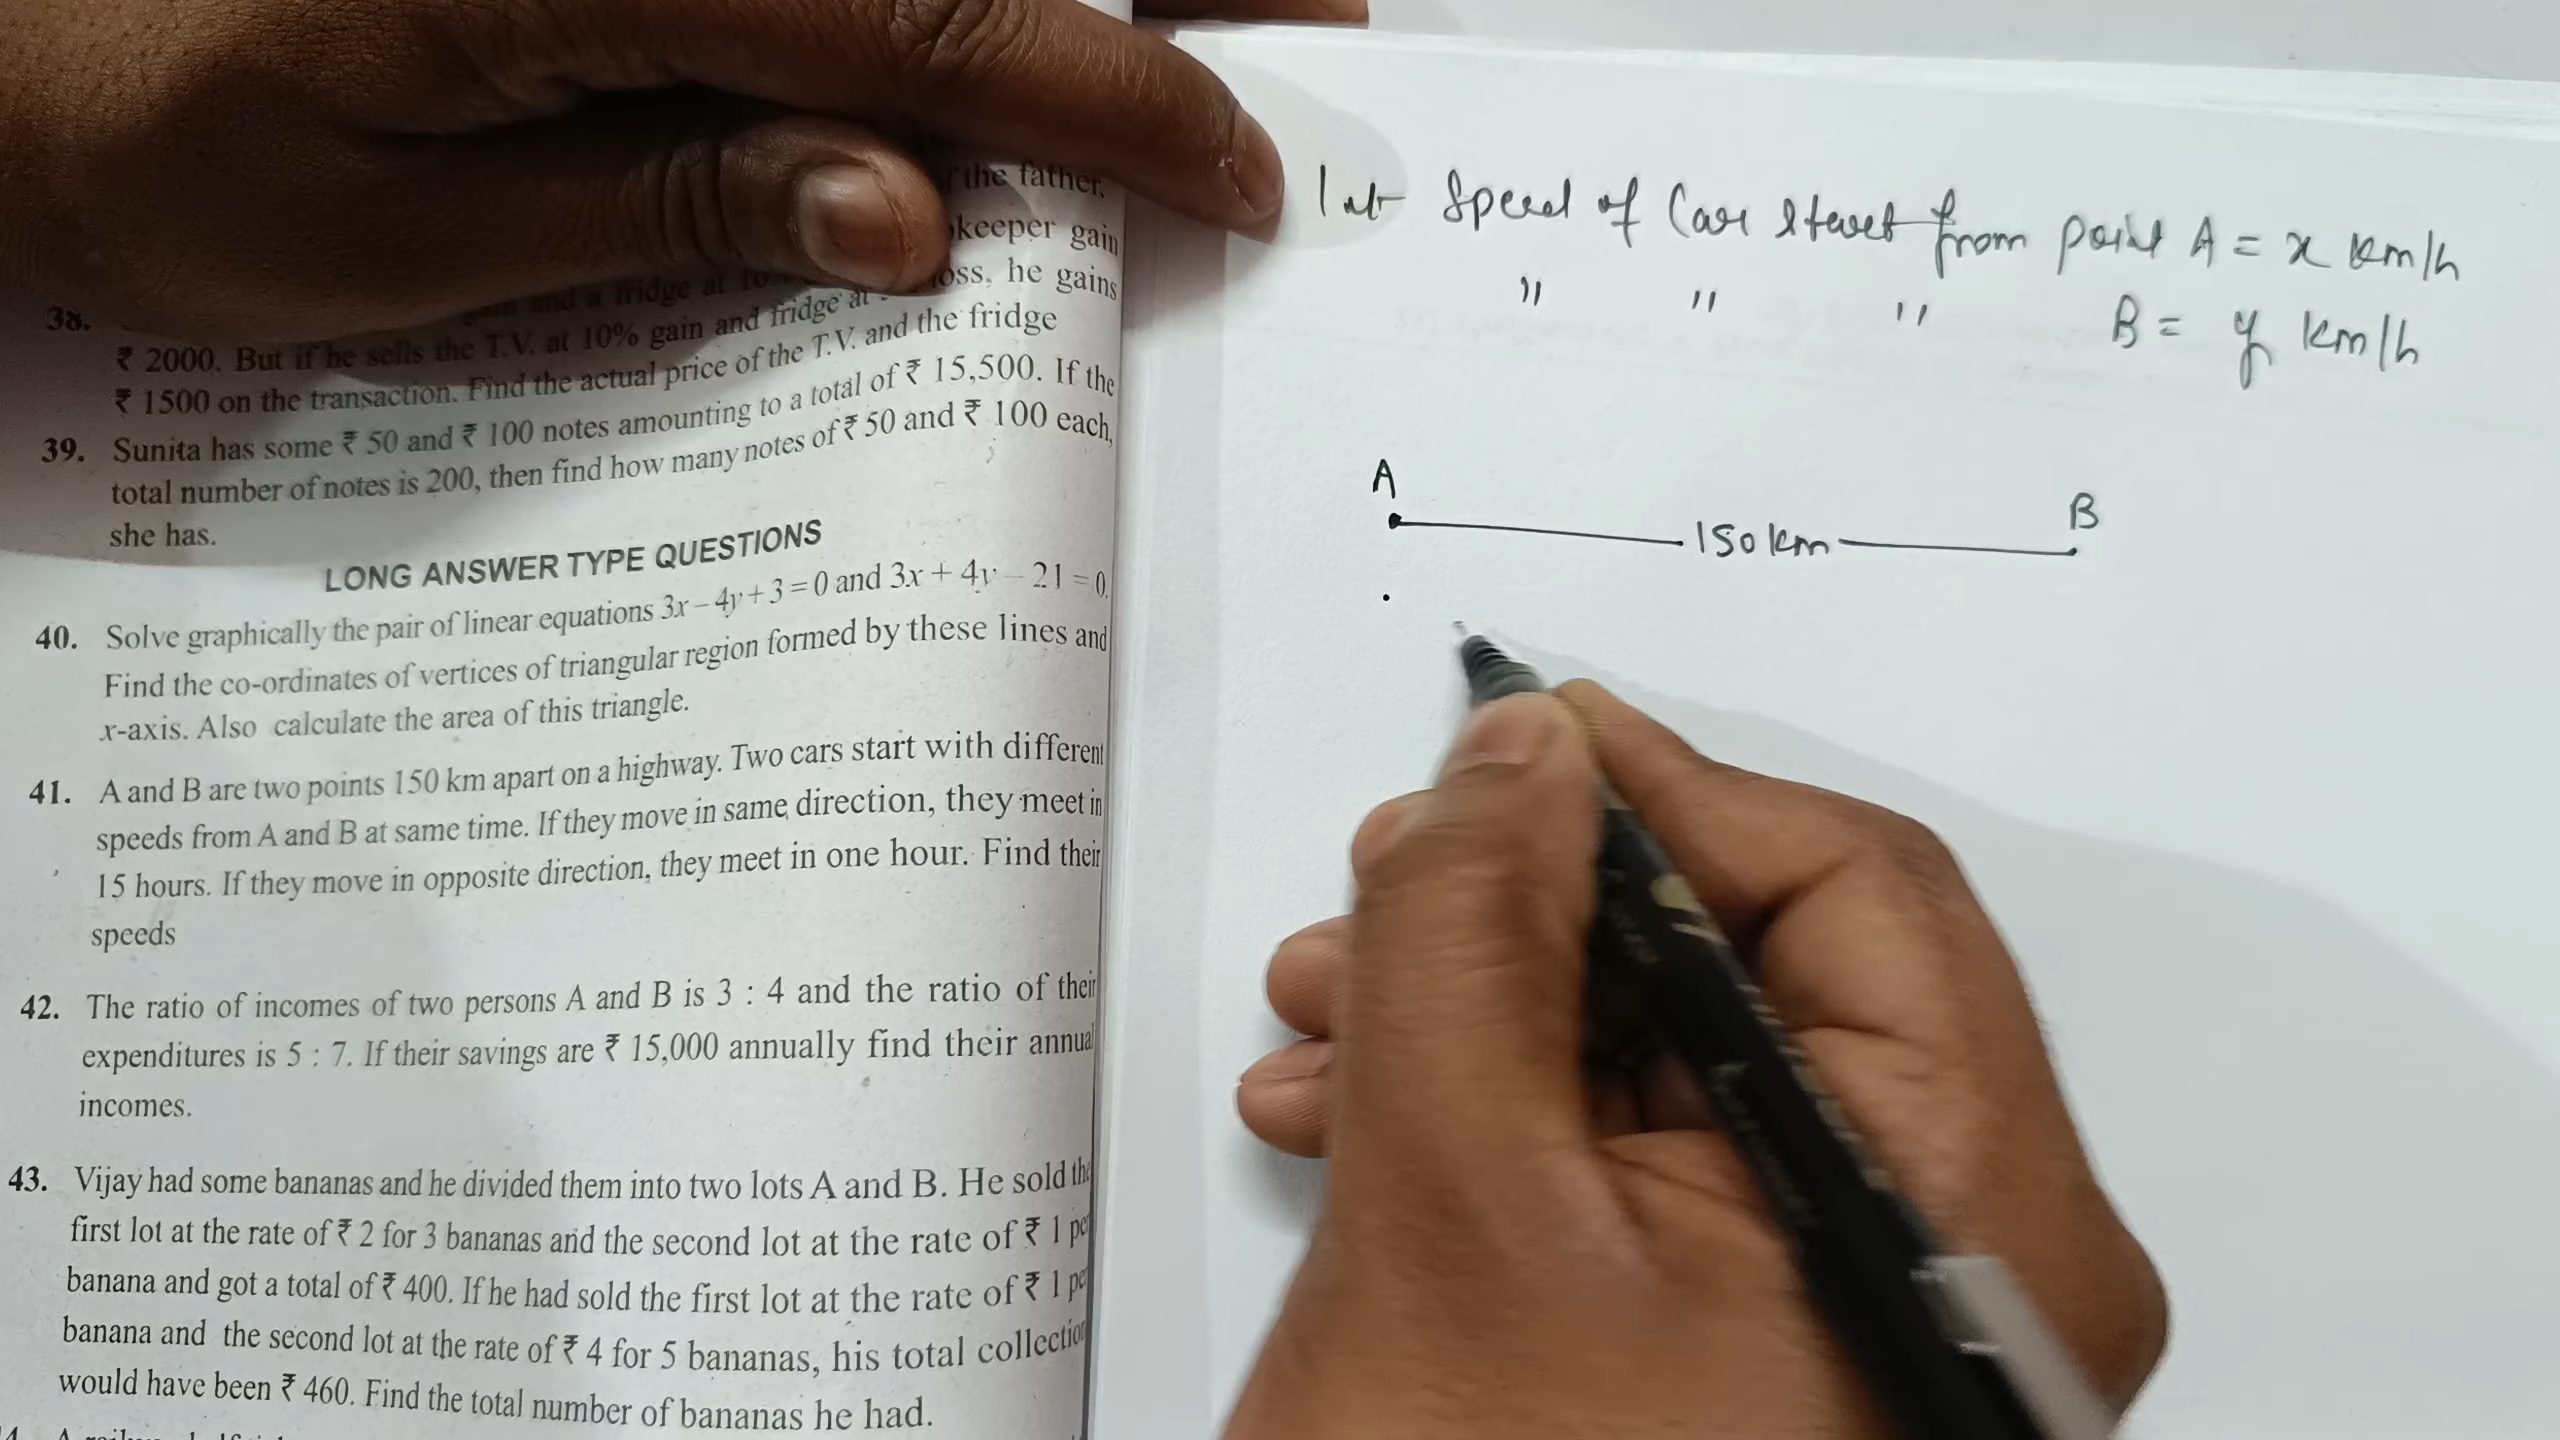 the father.
keeper gain
38. and a fridge at loss, he gains
₹ 2000. But if he sells the T.V. at 10% gain and fridge at
₹ 1500 on the transaction. Find the actual price of the T.V. and the fridge
39. Sunita has some ₹ 50 and ₹ 100 notes amounting to a total of ₹ 15,500. If the
total number of notes is 200, then find how many notes of ₹ 50 and ₹ 100 each,
she has.
LONG ANSWER TYPE QUESTIONS
40. Solve graphically the pair of linear equations 3x – 4y + 3 = 0 and 3x + 4y – 21 = 0.
Find the co-ordinates of vertices of triangular region formed by these lines and
x-axis. Also calculate the area of this triangle.
41. A and B are two points 150 km apart on a highway. Two cars start with different
speeds from A and B at same time. If they move in same direction, they meet in
15 hours. If they move in opposite direction, they meet in one hour. Find their
speeds
42. The ratio of incomes of two persons A and B is 3 : 4 and the ratio of their
expenditures is 5 : 7. If their savings are ₹ 15,000 annually find their annual
incomes.
43. Vijay had some bananas and he divided them into two lots A and B. He sold the
first lot at the rate of ₹ 2 for 3 bananas and the second lot at the rate of ₹ 1 per
banana and got a total of ₹ 400. If he had sold the first lot at the rate of ₹ 1 per
banana and the second lot at the rate of ₹ 4 for 5 bananas, his total collection
would have been ₹ 460. Find the total number of bananas he had.
Let Speed of Car start from point A = x km/h
" " " B = y km/h
A B
150 km